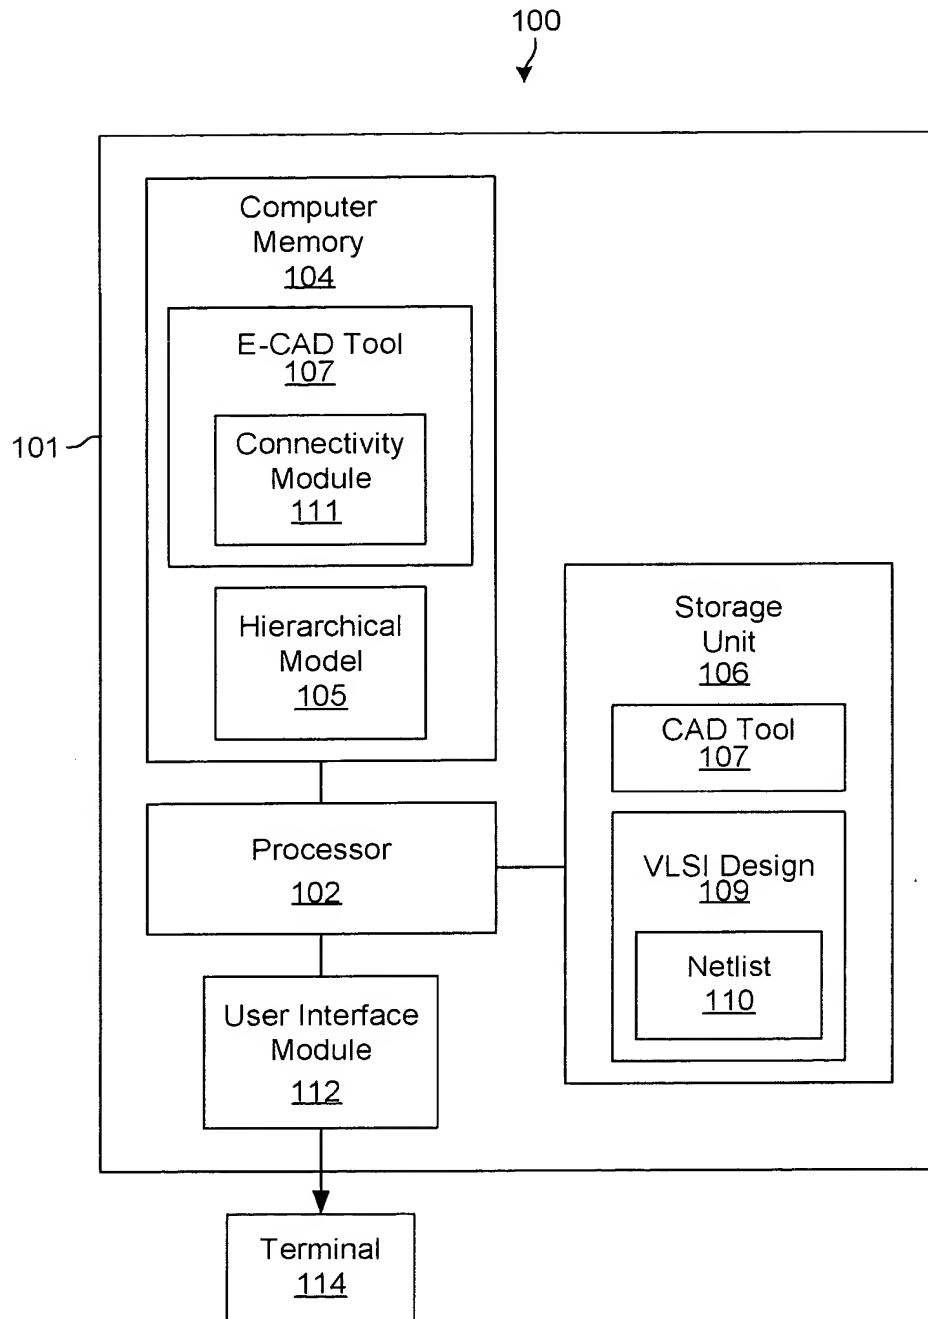 100
Computer
Memory
104
E-CAD Tool
107
101
Connectivity
Module
111
Hierarchical
Model
105
Storage
Unit
106
CAD Tool
107
Processor
102
VLSI Design
109
Netlist
110
User Interface
Module
112
Terminal
114